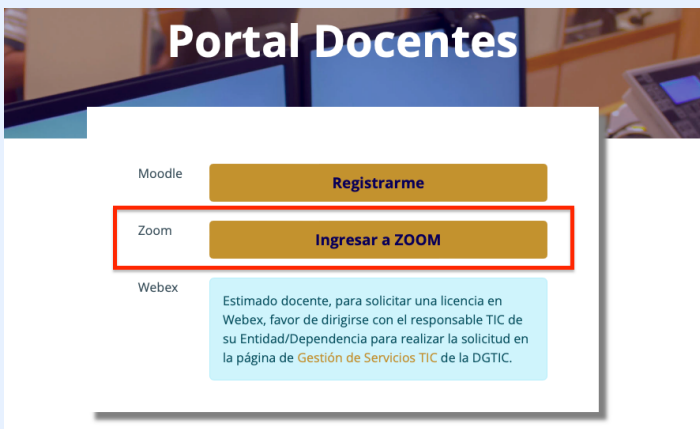 Portal Docentes
Moodle
Registrarme
Zoom
Ingresar a ZOOM
Webex
Estimado docente, para solicitar una licencia en
Webex, favor de dirigirse con el responsable TIC de
su Entidad/Dependencia para realizar la solicitud en
la página de Gestión de Servicios TIC de la DGTIC.